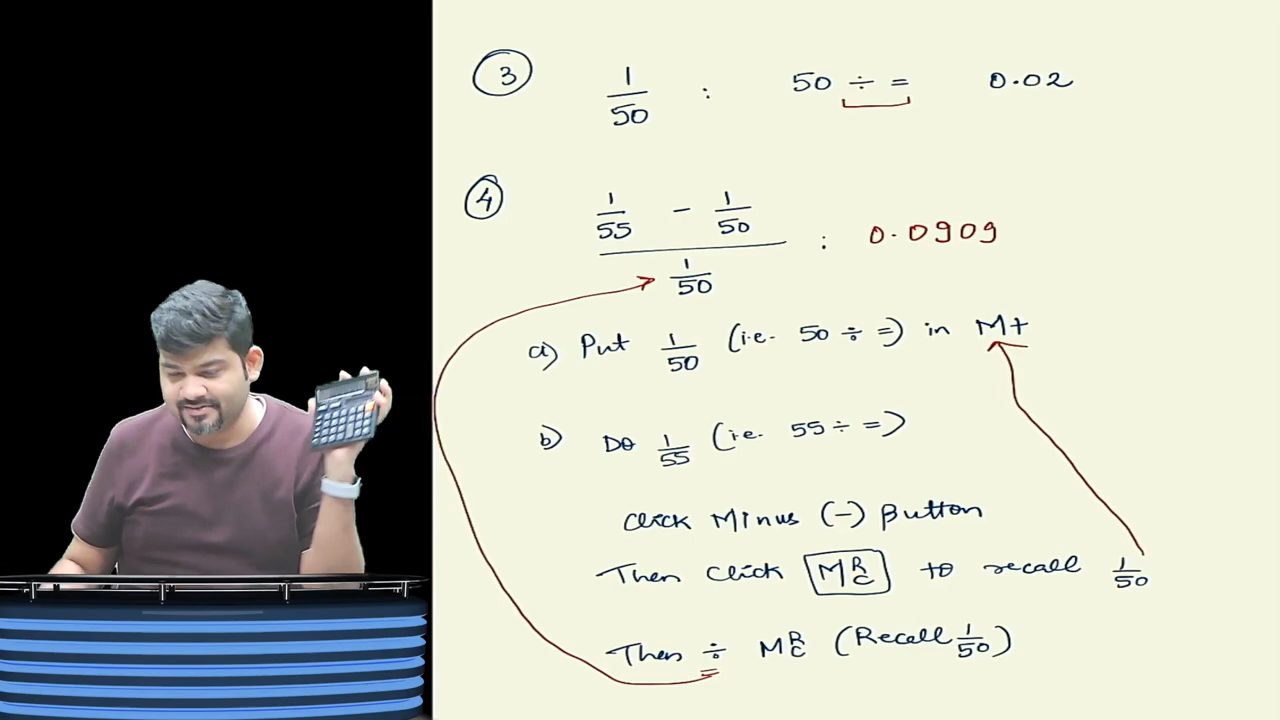 3 1/50 : 50 ÷ = 0.02
4 (1/55 - 1/50) / (1/50) : 0.0909
a) Put 1/50 (i.e. 50 ÷ =) in M+
b) Do 1/55 (i.e. 55 ÷ =)
Click Minus (-) Button
Then Click MRC to recall 1/50
Then ÷ MRC (Recall 1/50)